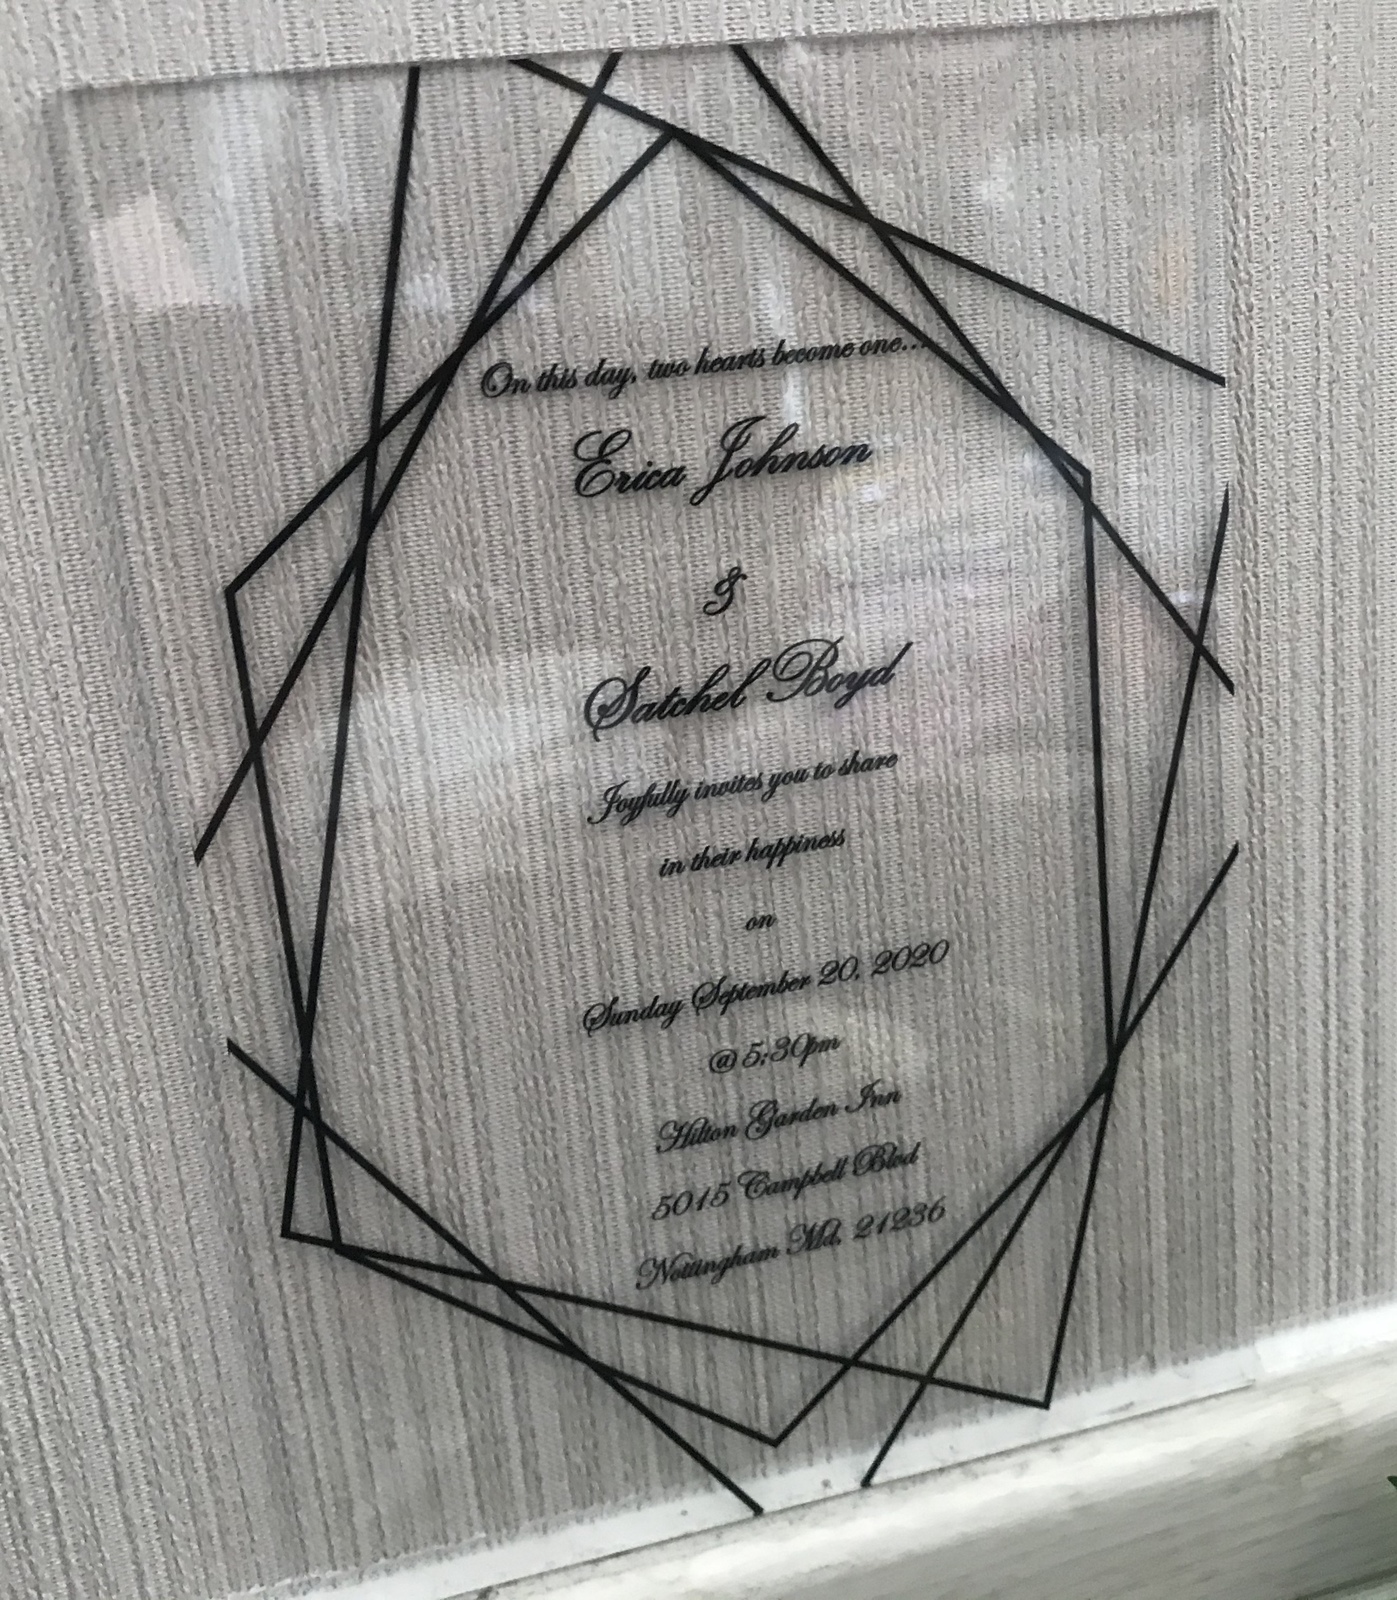 On this day, two hearts become one...
Erica Johnson
&
Satchel Boyd
Joyfully invites you to share
in their happiness
on
Sunday September 20, 2020
@ 5:30pm
Hilton Garden Inn
5015 Campbell Blvd
Nottingham Md, 21236